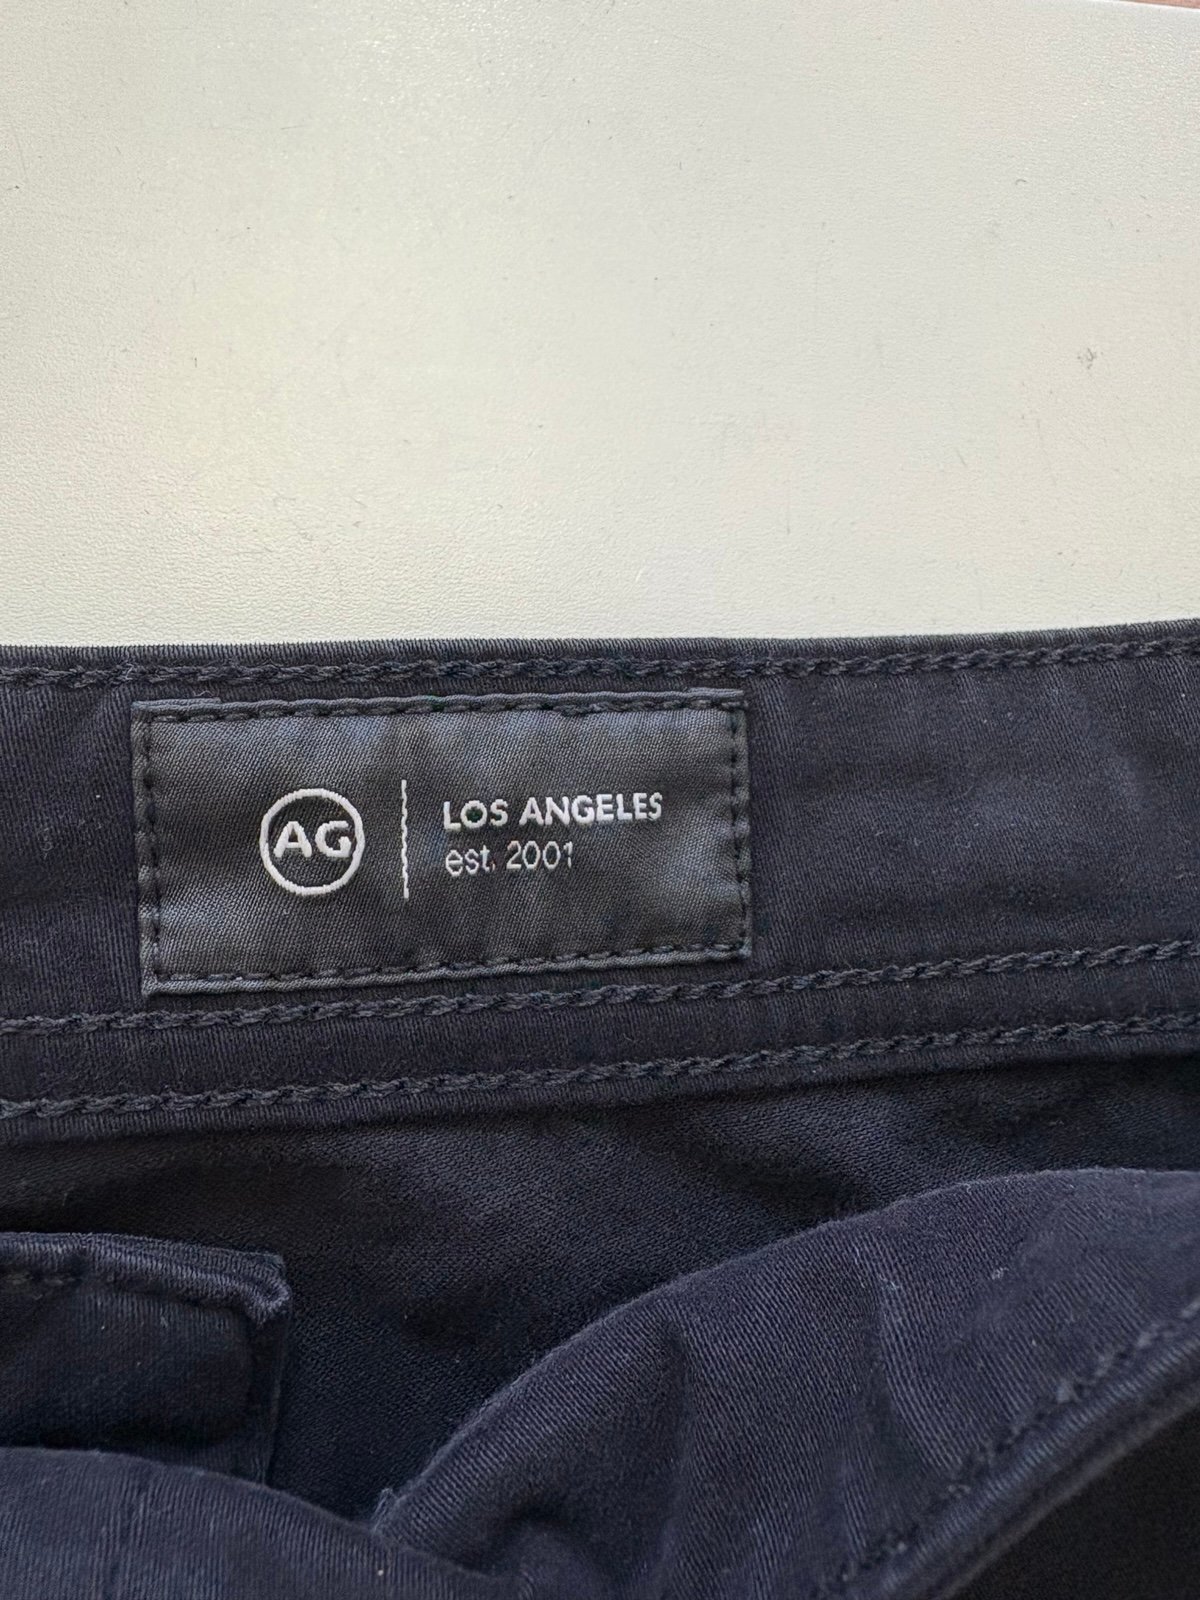 AG
LOS ANGELES
est. 2001